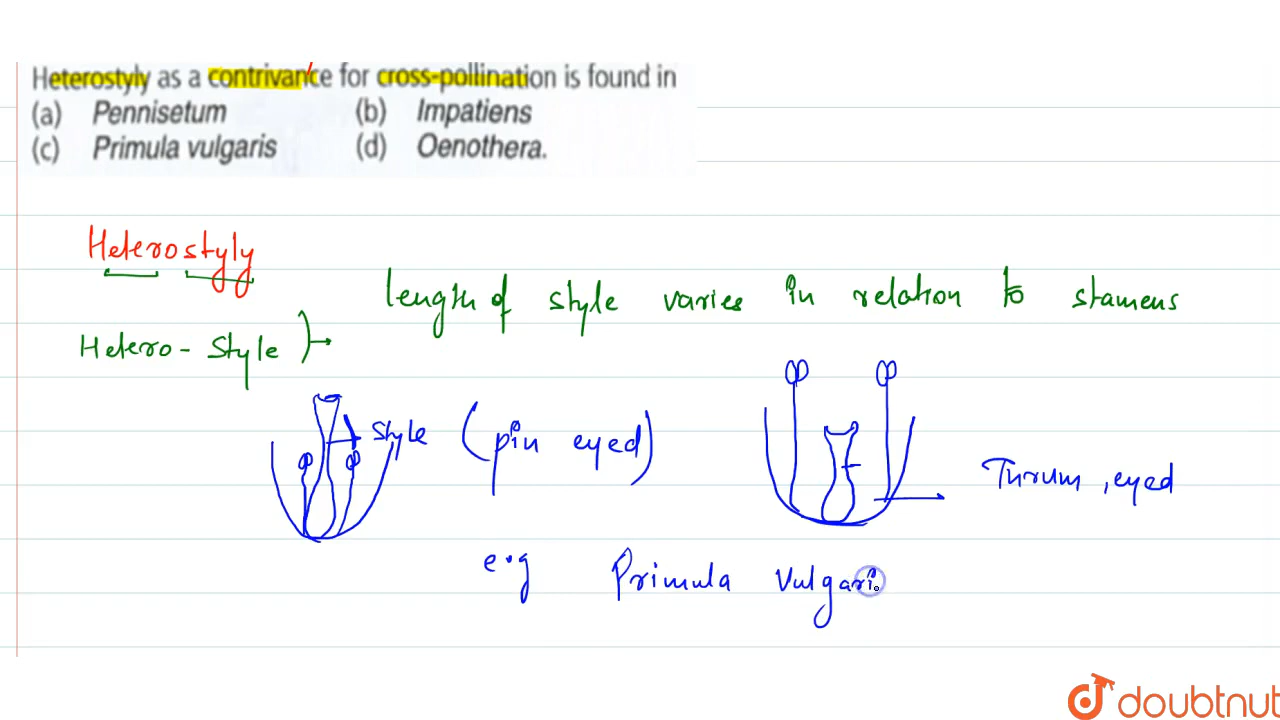 Heterostyly as a contrivance for cross-pollination is found in
(a) Pennisetum (b) Impatiens
(c) Primula vulgaris (d) Oenothera.
Heterostyly
length of style varies in relation to stamens
Hetero-Style
Style (pin eyed)
Thrum, eyed
e.g Primula Vulgari
doubtnut